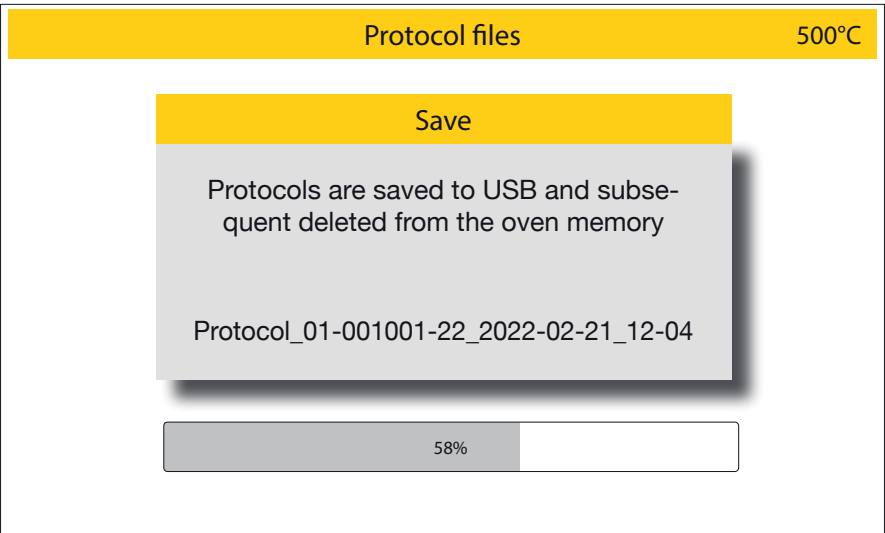 Protocol files
500°C
Save
Protocols are saved to USB and subse-
quent deleted from the oven memory
Protocol_01-001001-22_2022-02-21_12-04
58%